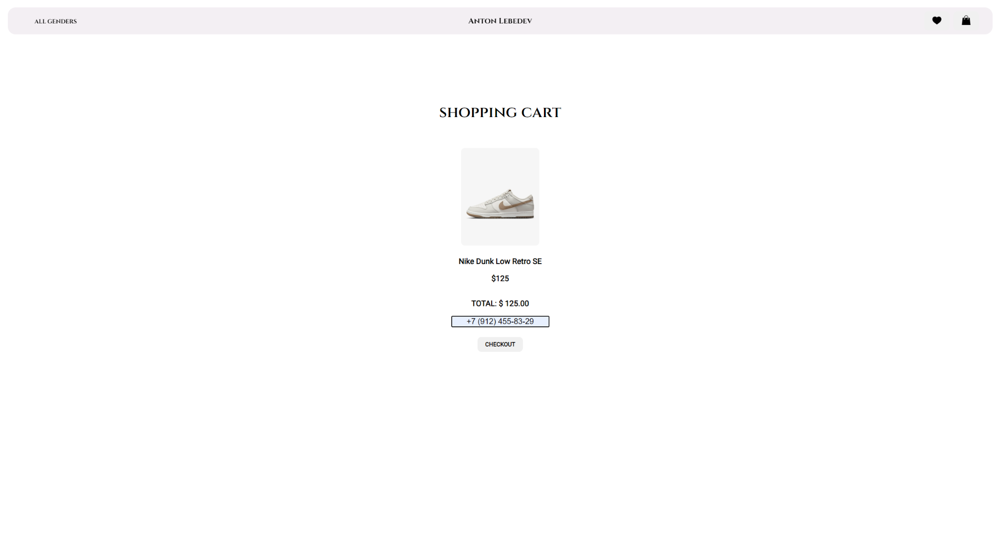 ALL GENDERS
Anton Lebedev
SHOPPING CART
Nike Dunk Low Retro SE
$125
TOTAL: $ 125.00
+7 (912) 455-83-29
CHECKOUT